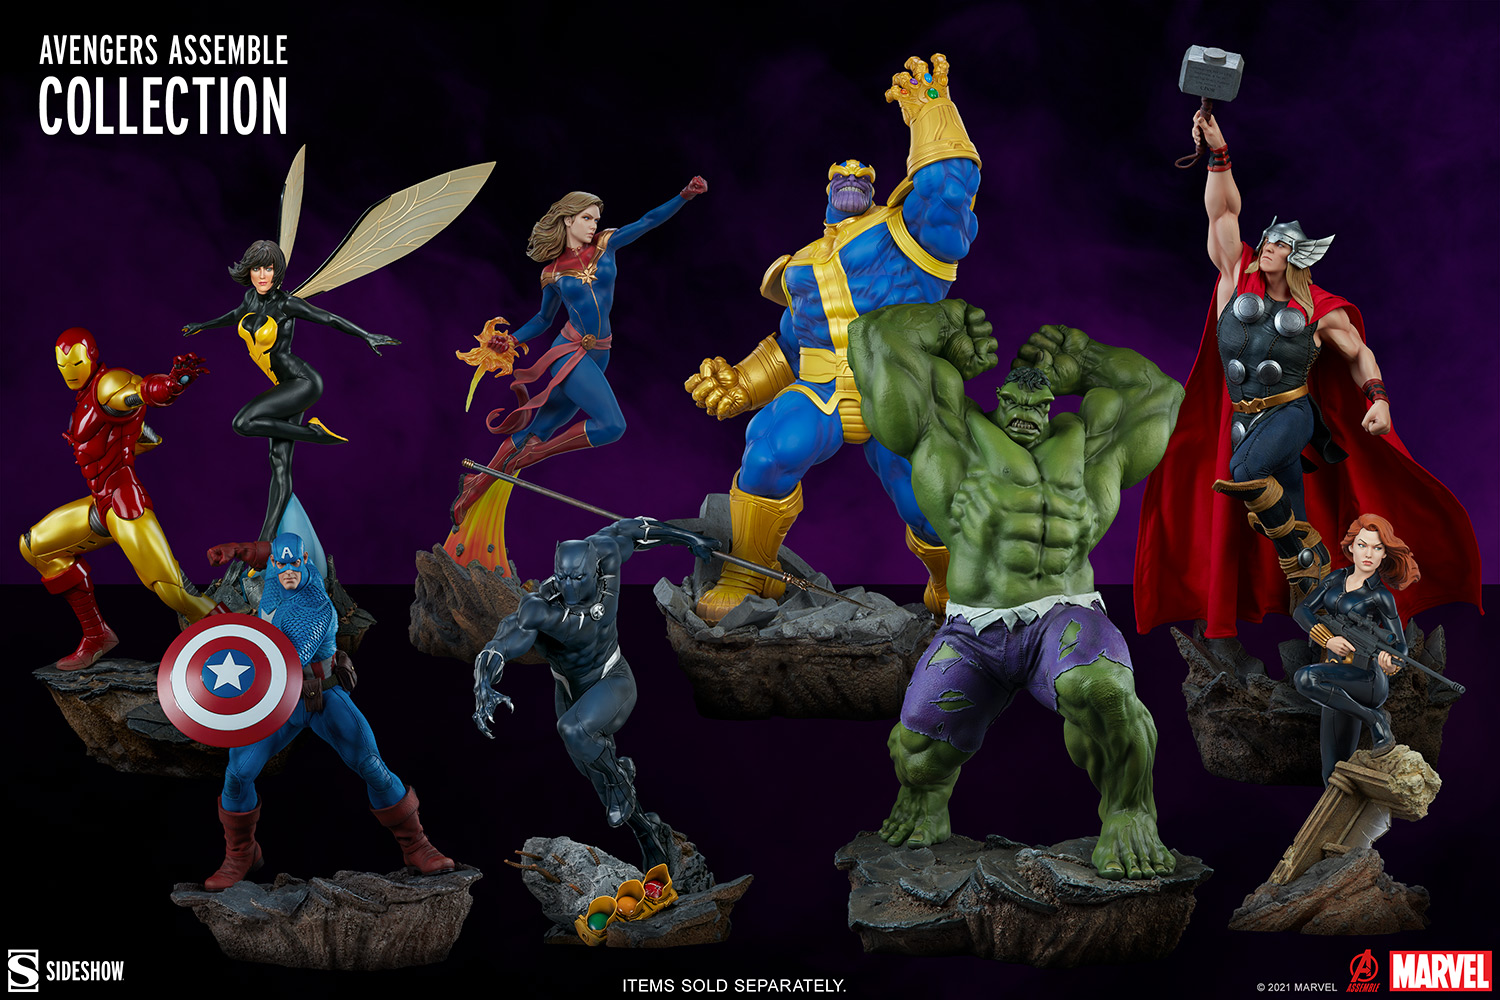 AVENGERS ASSEMBLE
COLLECTION
S SIDESHOW
ITEMS SOLD SEPARATELY.
© 2021 MARVEL
A
ASSEMBLE
MARVEL
A